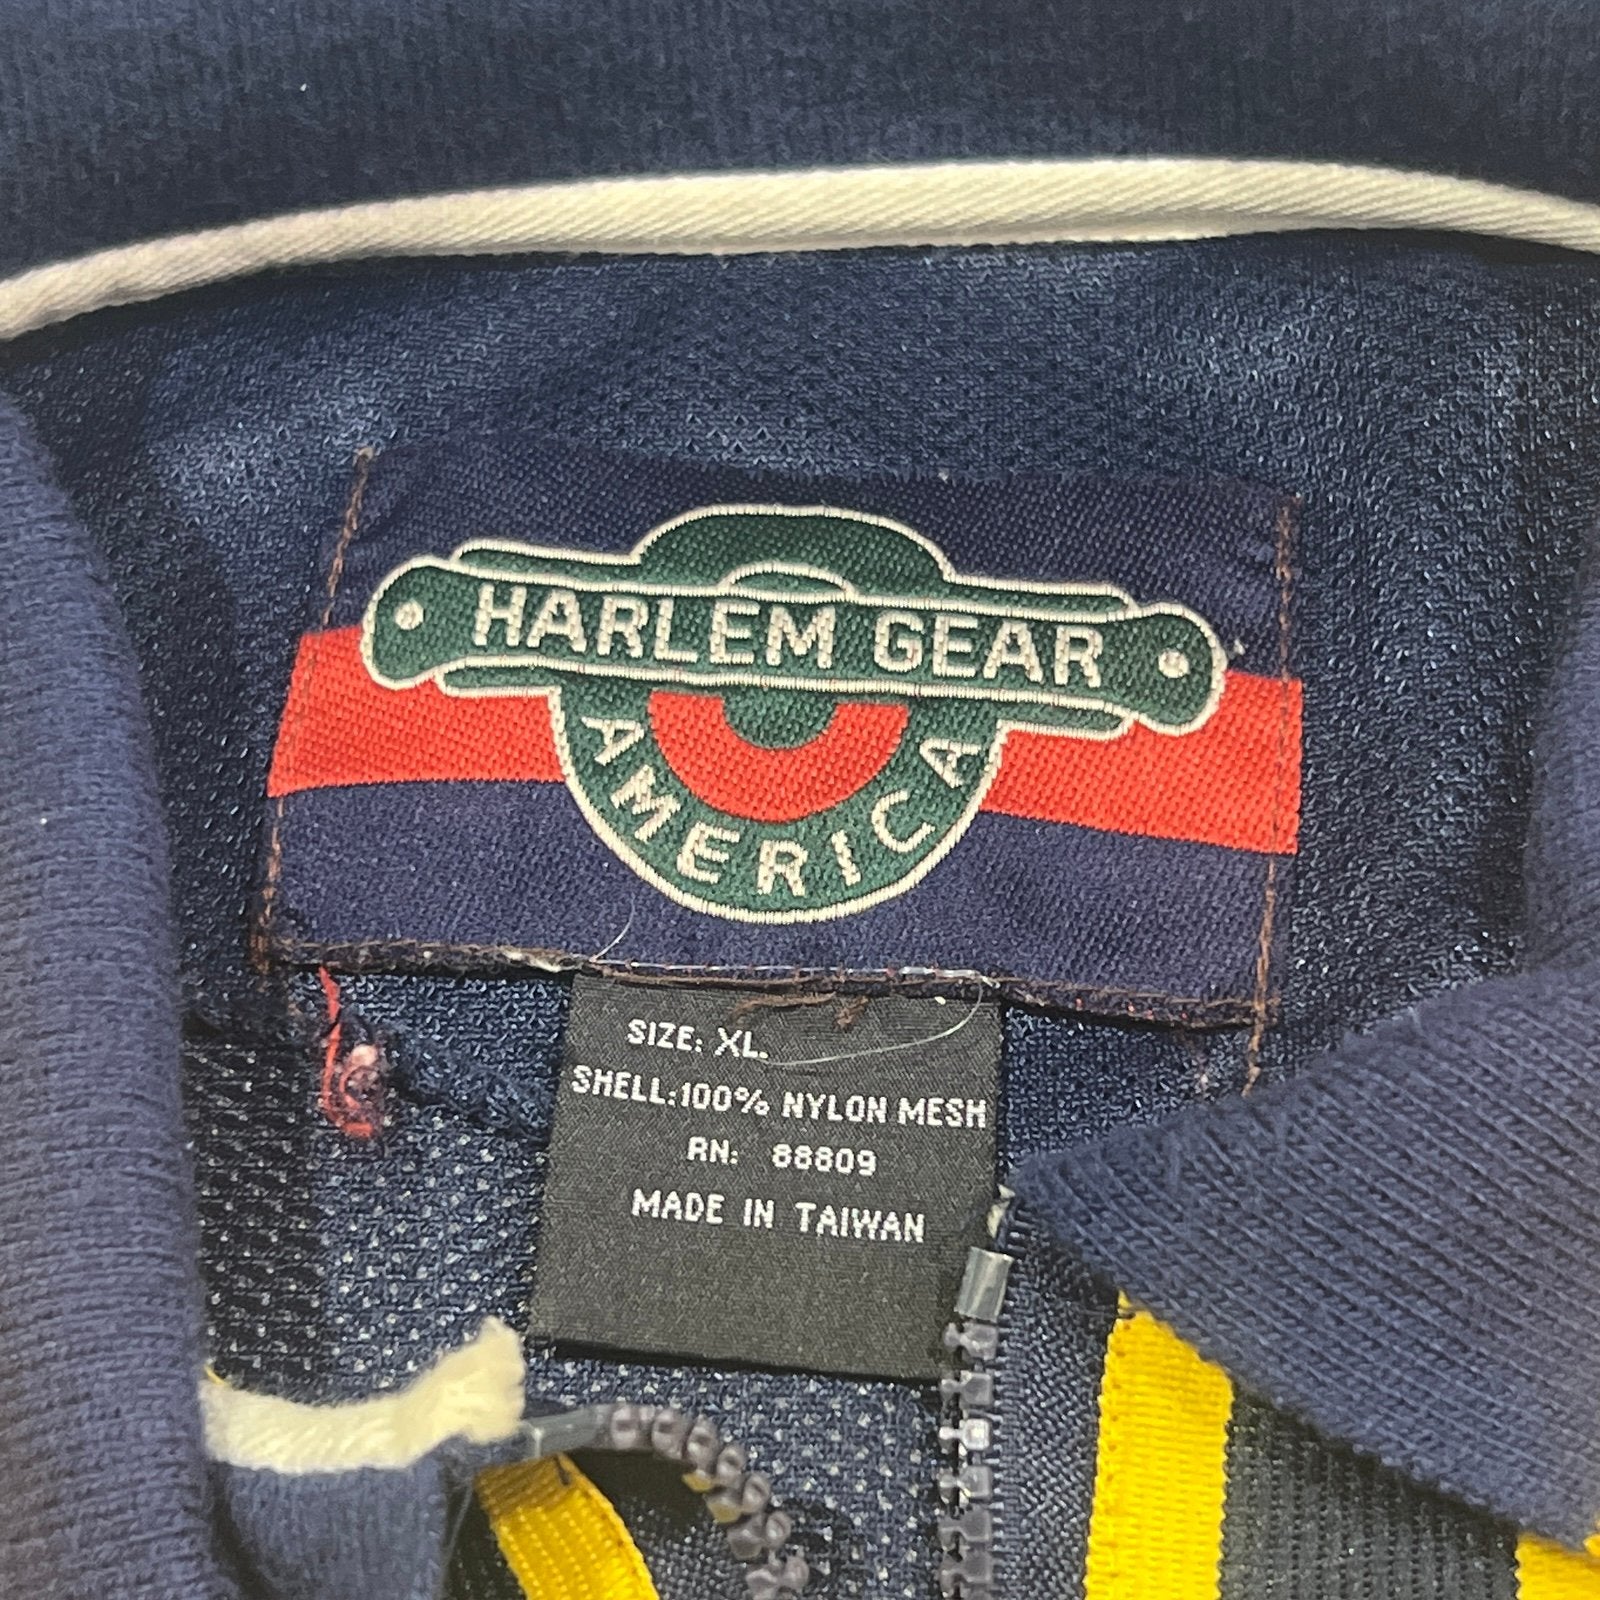 HARLEM GEAR
AMERICA
SIZE: XL.
SHELL:100% NYLON MESH
RN: 88809
MADE IN TAIWAN